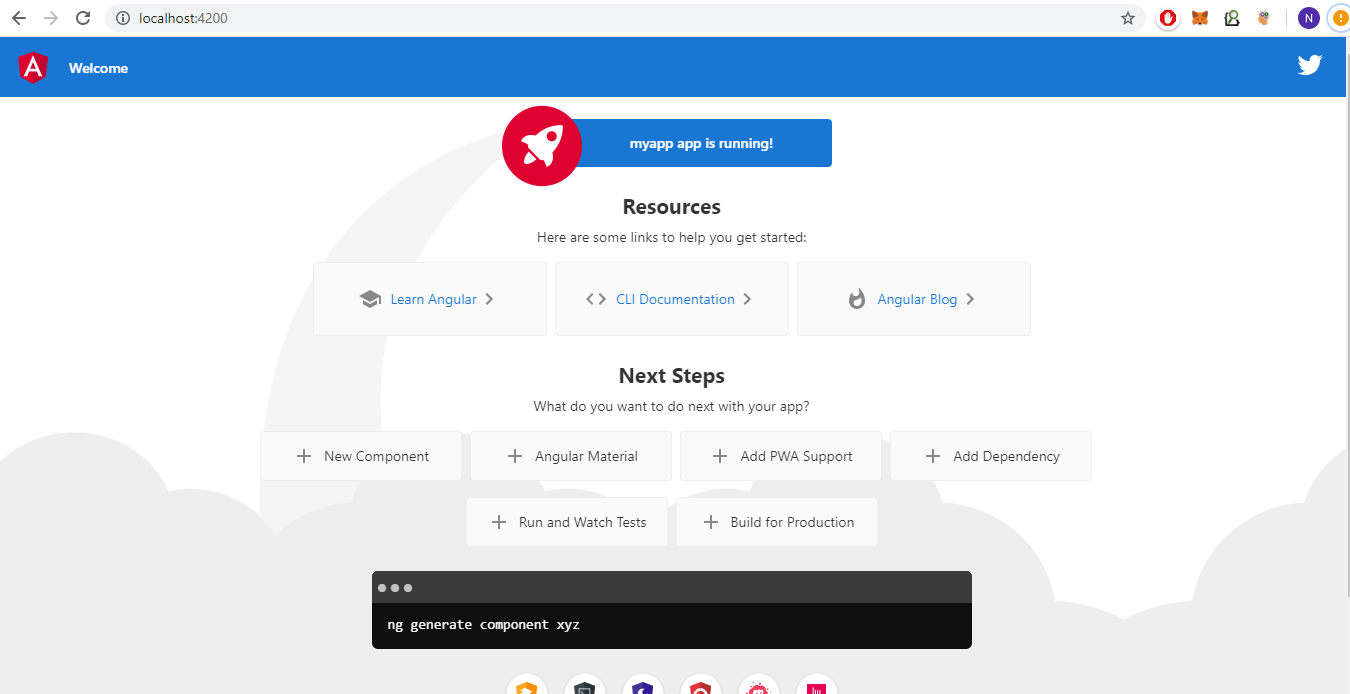 localhost:4200
N
Welcome
myapp app is running!
Resources
Here are some links to help you get started:
Learn Angular
CLI Documentation
Angular Blog
Next Steps
What do you want to do next with your app?
New Component
Angular Material
Add PWA Support
Add Dependency
Run and Watch Tests
Build for Production
ng generate component xyz